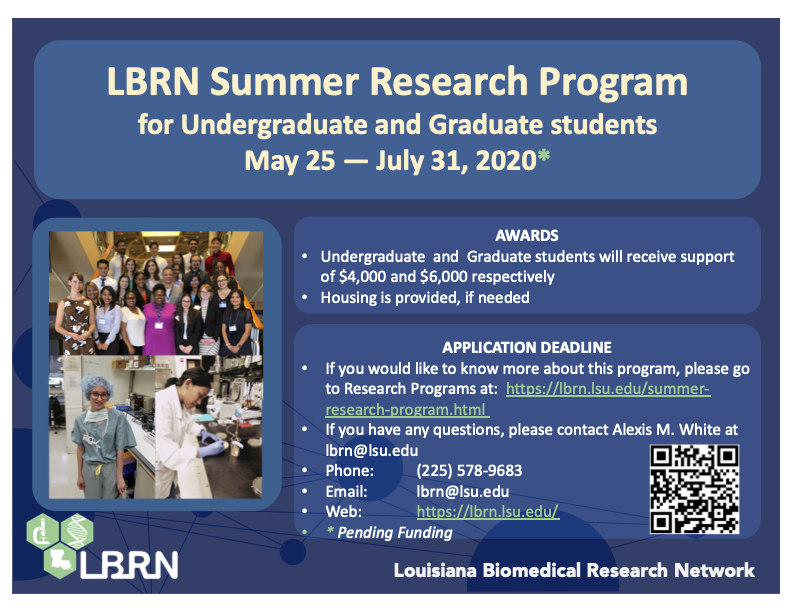 LBRN Summer Research Program
for Undergraduate and Graduate students
May 25 — July 31, 2020*
AWARDS
• Undergraduate and Graduate students will receive support
of $4,000 and $6,000 respectively
• Housing is provided, if needed
APPLICATION DEADLINE
• If you would like to know more about this program, please go
to Research Programs at: https://lbrn.lsu.edu/summer-
research-program.html
• If you have any questions, please contact Alexis M. White at
lbrn@lsu.edu
• Phone: (225) 578-9683
• Email: lbrn@lsu.edu
• Web: https://lbrn.lsu.edu/
• * Pending Funding
LBRN
Louisiana Biomedical Research Network